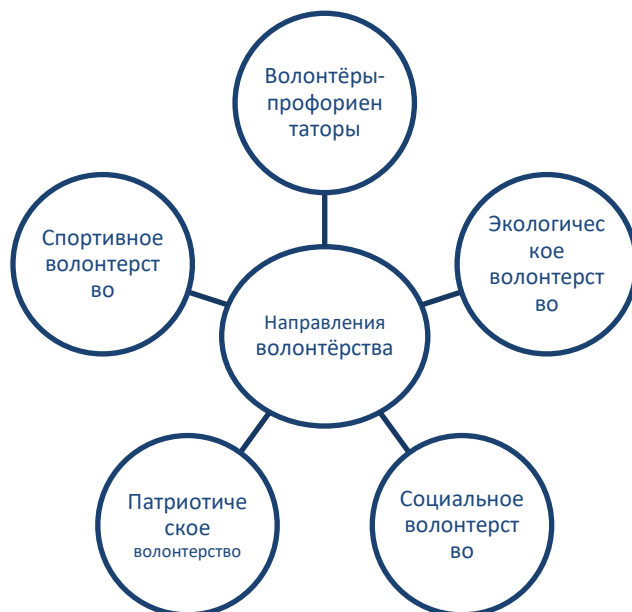 Волонтёры-
профориен
таторы
Спортивное
волонтерст
во
Экологичес
кое
волонтерст
во
Направления
волонтёрства
Патриотиче
ское
волонтерство
Социальное
волонтерст
во